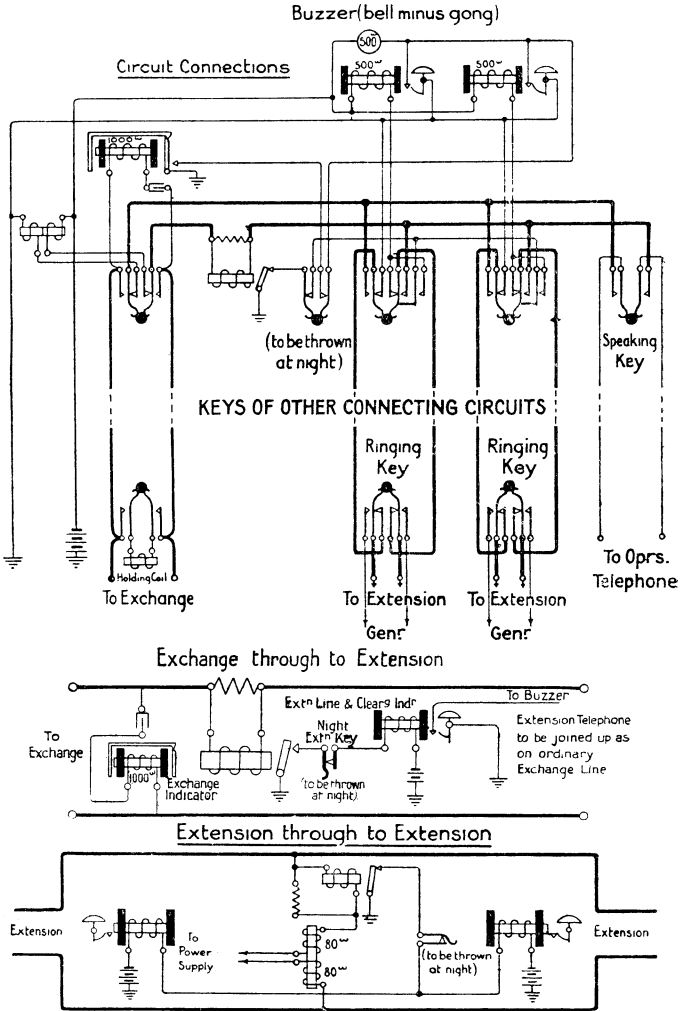 Buzzer (bell minus gong)
500
Circuit Connections
500ω
500ω
1000ω
(to be thrown
at night)
Speaking
Key
KEYS OF OTHER CONNECTING CIRCUITS
Ringing
Key
Ringing
Key
Holding Coil
To Exchange
To Extension
To Extension
To Oprs.
Telephone
Genr
Genr
Exchange through to Extension
To
Exchange
1000ω
Exchange
Indicator
Extn Line & Clearg Indr
Night
Extn Key
(to be thrown
at night).
To Buzzer
Extension Telephone
to be joined up as
on ordinary
Exchange Line
Extension through to Extension
Extension
To
Power
Supply
80ω
80ω
(to be thrown
at night)
Extension